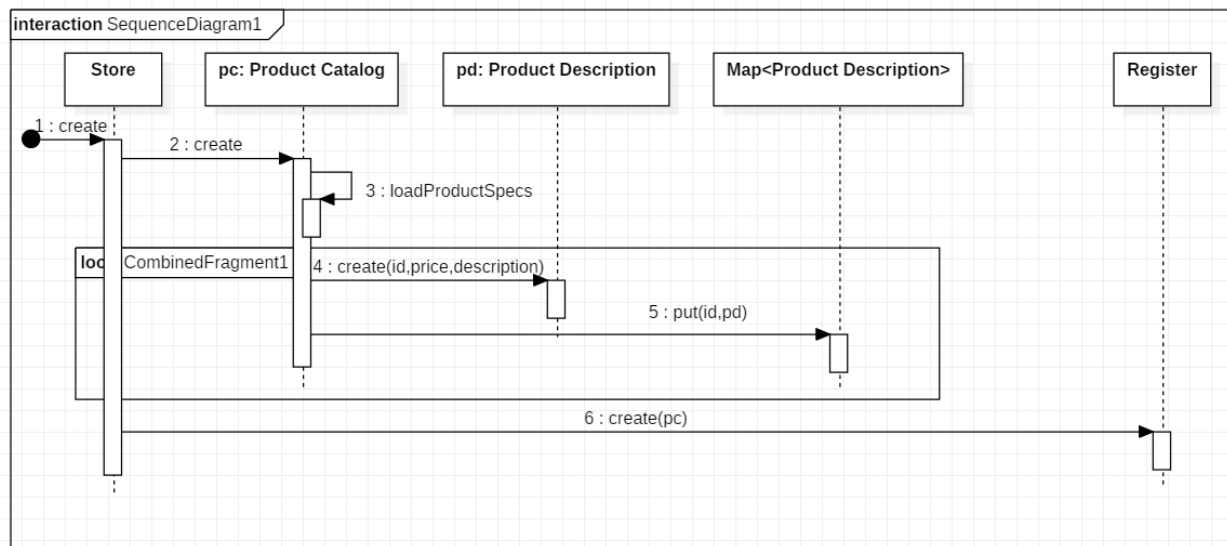 interaction SequenceDiagram1
Store
pc: Product Catalog
pd: Product Description
Map<Product Description>
Register
1 : create
2 : create
3 : loadProductSpecs
loo CombinedFragment1
4 : create(id,price,description)
5 : put(id,pd)
6 : create(pc)